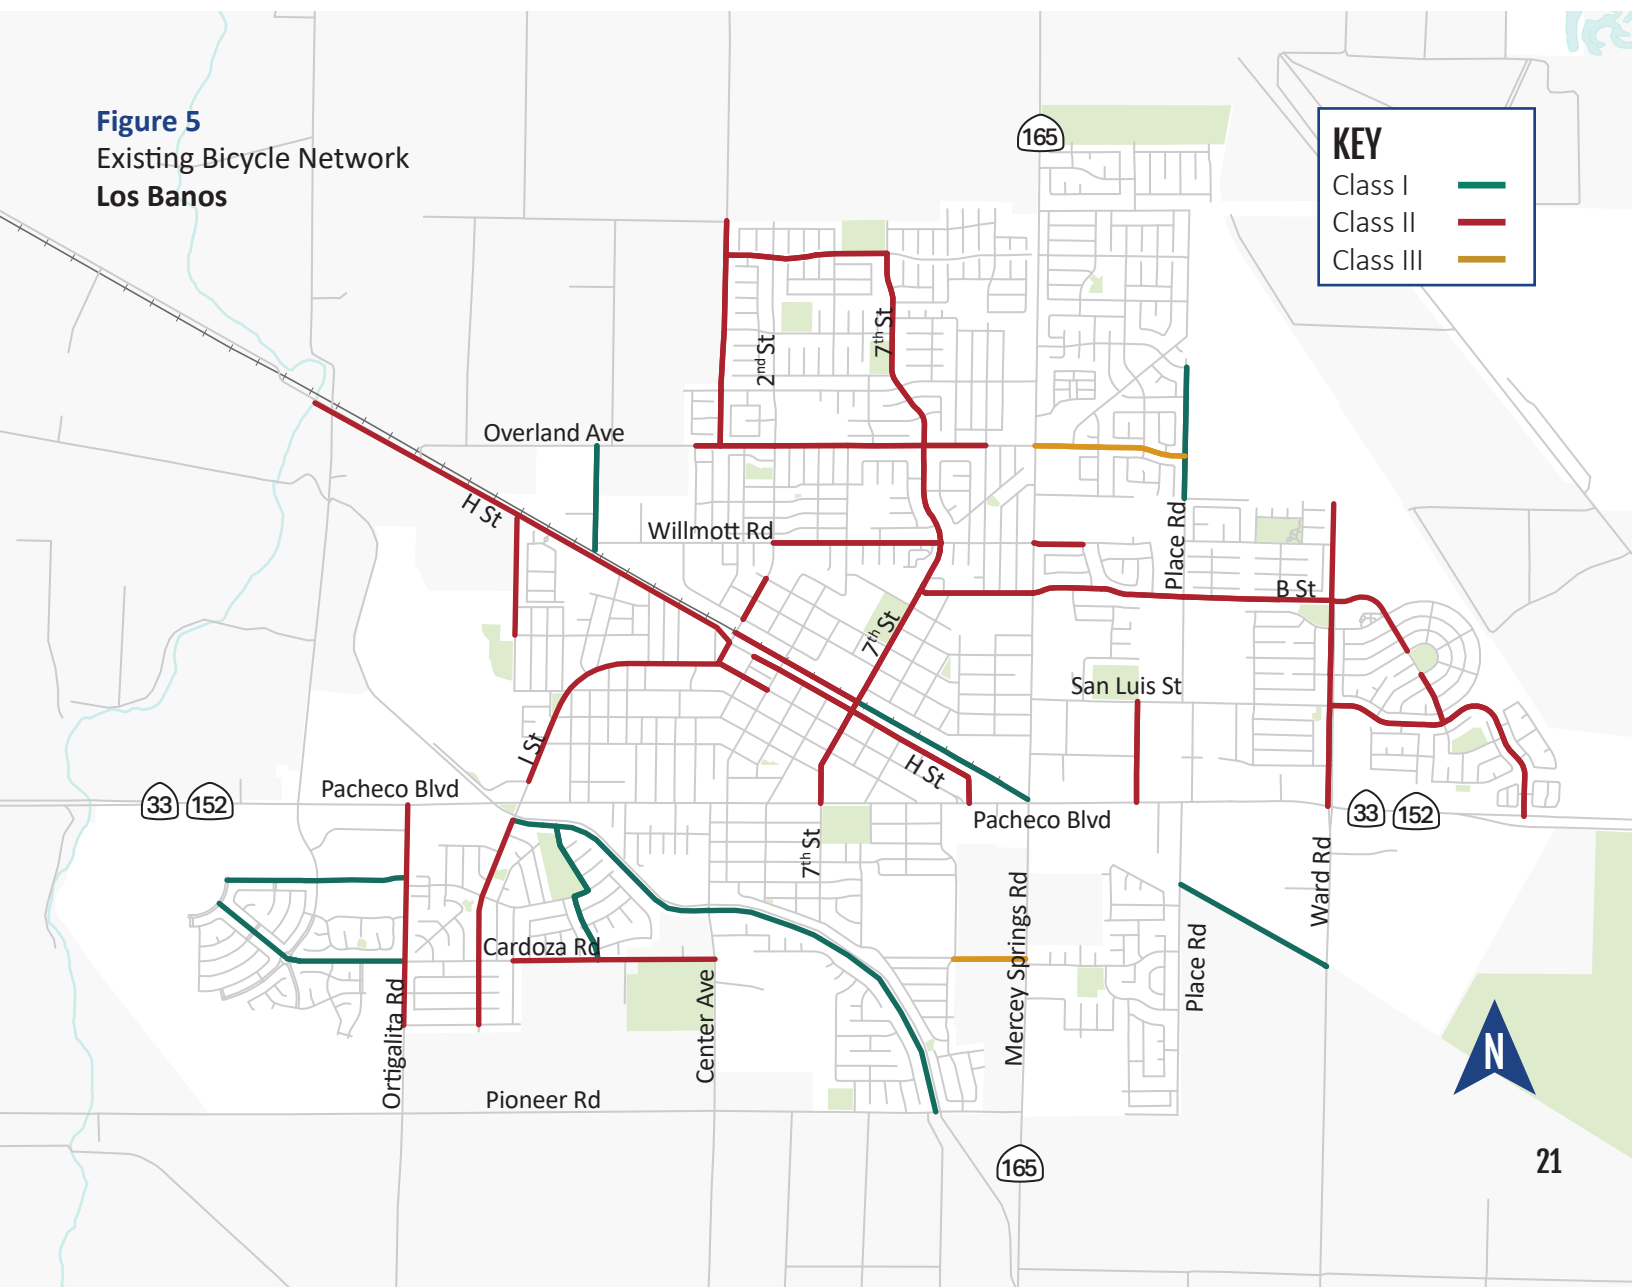 Figure 5
Existing Bicycle Network
Los Banos
KEY
Class I
Class II
Class III
165
2nd St
7th St
Overland Ave
H St
Willmott Rd
Place Rd
B St
7th St
San Luis St
I St
H St
Pacheco Blvd
33
152
Pacheco Blvd
33
152
7th St
Ward Rd
Mercey Springs Rd
Cardoza Rd
Place Rd
Ortigalita Rd
Center Ave
Pioneer Rd
N
165
21